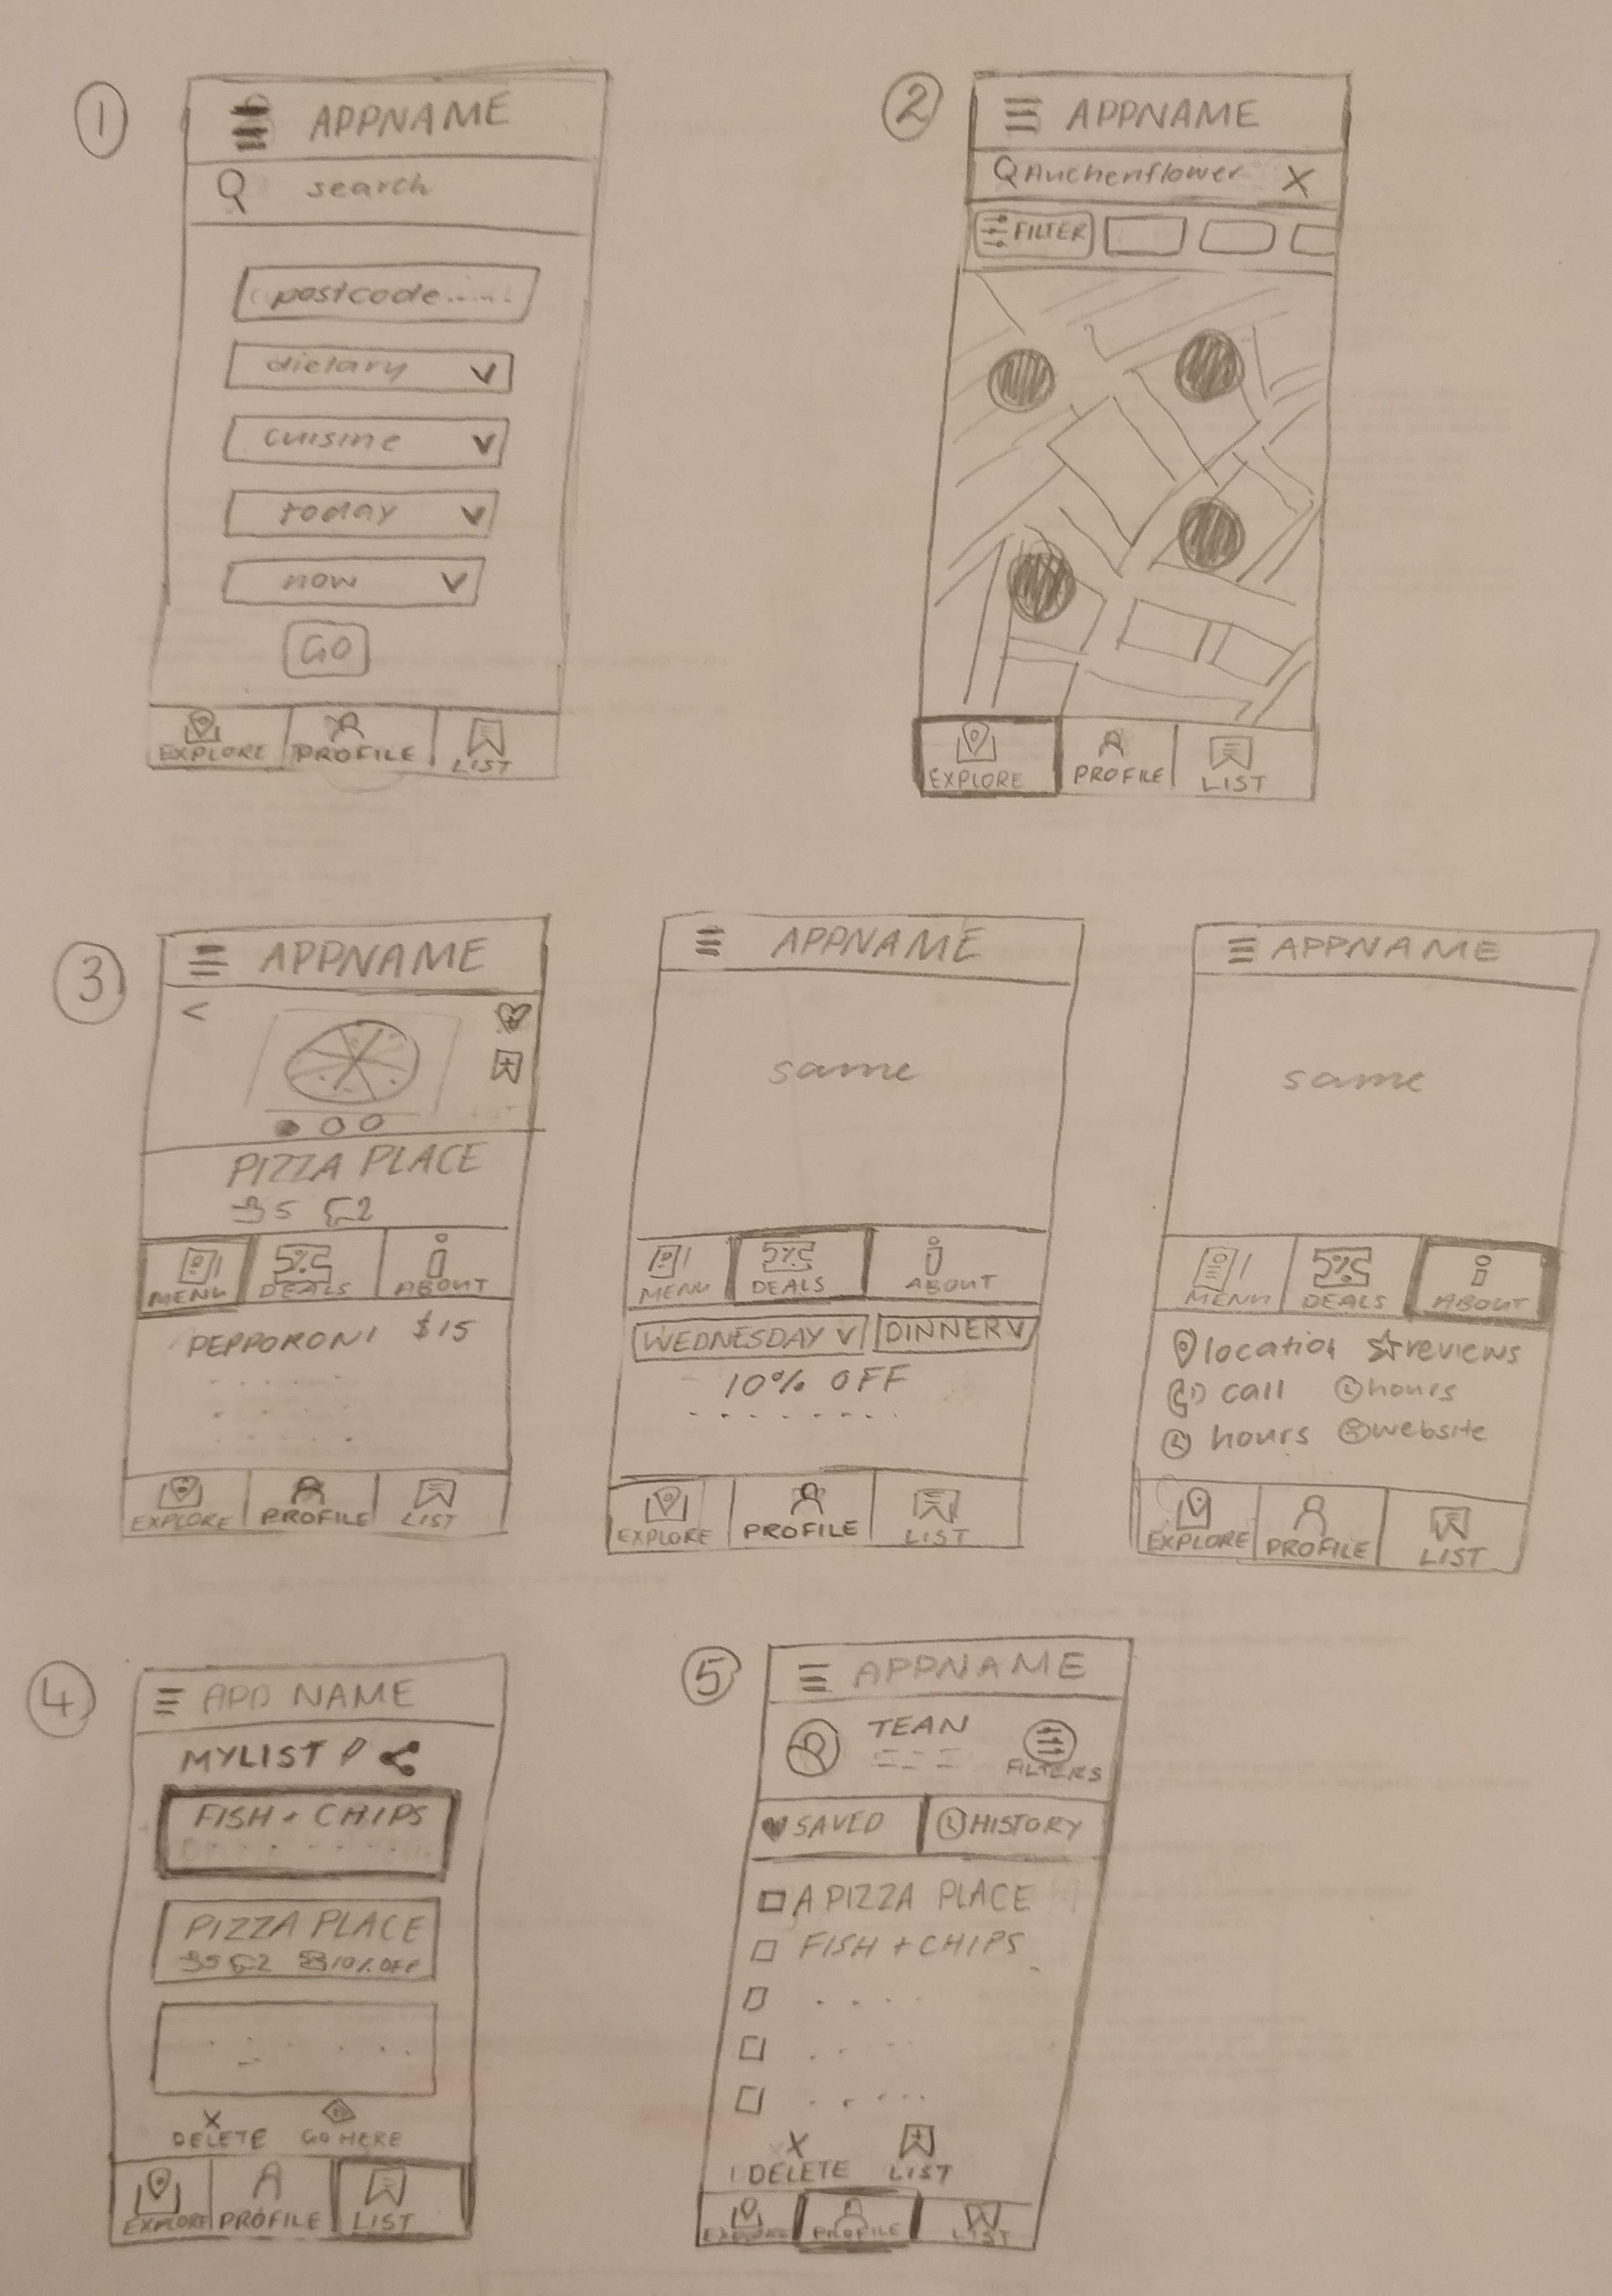 1
APPNAME
search
postcode.....
dietary
cuisine
today
now
GO
EXPLORE PROFILE LIST
2
APPNAME
Auchenflower X
FILTER
EXPLORE PROFILE LIST
3
APPNAME
<
PIZZA PLACE
5 2
MENU DEALS ABOUT
PEPPORONI $15
EXPLORE PROFILE LIST
APPNAME
same
MENU DEALS ABOUT
WEDNESDAY DINNER
10% OFF
EXPLORE PROFILE LIST
APPNAME
same
MENU DEALS ABOUT
location reviews
call hours
hours website
EXPLORE PROFILE LIST
4
APP NAME
MYLIST
FISH + CHIPS
PIZZA PLACE
5 2 10% OFF
X
DELETE GO HERE
EXPLORE PROFILE LIST
5
APPNAME
TEAN
FILTERS
SAVED HISTORY
A PIZZA PLACE
FISH + CHIPS
X
DELETE LIST
EXPLORE PROFILE LIST